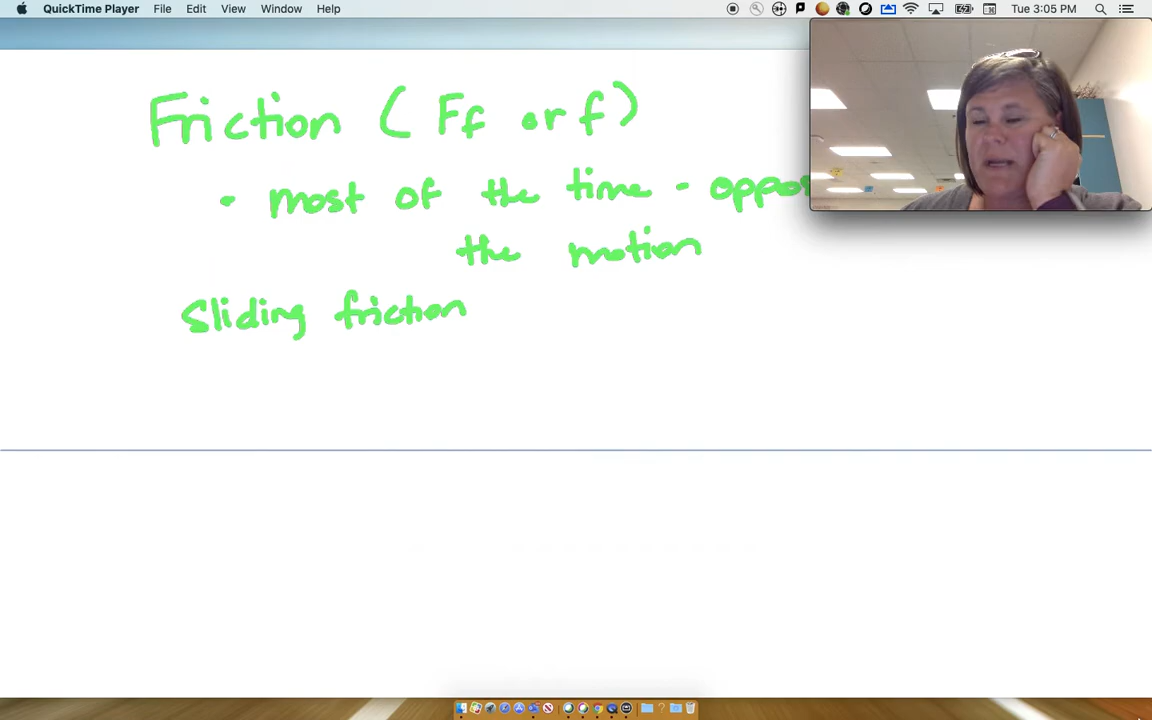 QuickTime Player File Edit View Window Help Tue 3:05 PM
Friction (Ff or f)
• most of the time - oppos
the motion
Sliding friction